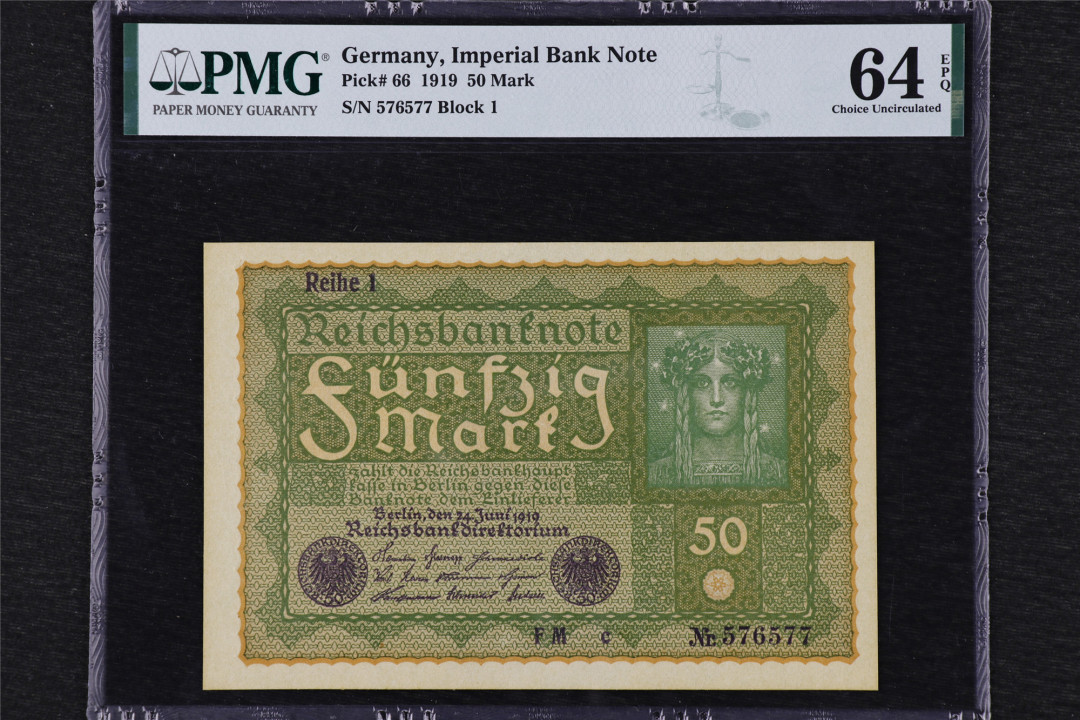 PMG®
PAPER MONEY GUARANTY
Germany, Imperial Bank Note
Pick# 66 1919 50 Mark
S/N 576577 Block 1
64 EPQ
Choice Uncirculated
Reihe 1
Reichsbanknote
Fünfzig
Mark
zahlt die Reichsbankhaupt
kasse in Berlin gegen diese
Banknote dem Einlieferer
Berlin, den 24. Juni 1919
Reichsbankdirektorium
50
F M c
Nr. 576577